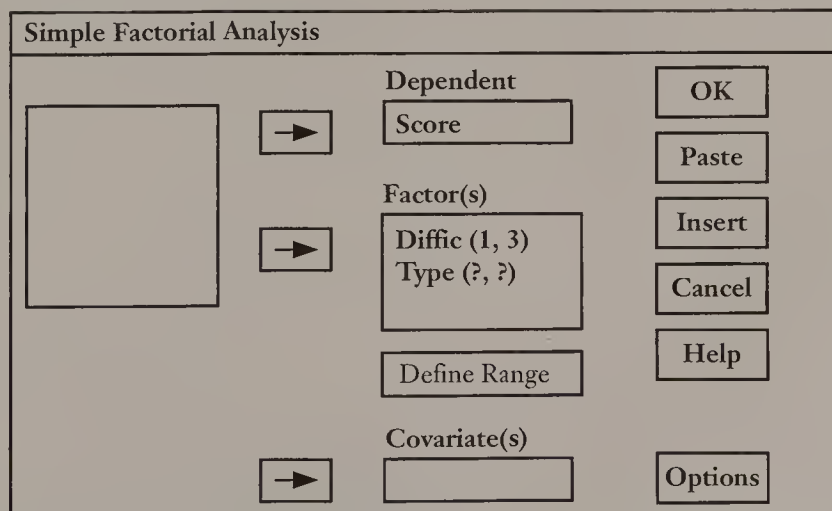 Simple Factorial Analysis
Dependent
Score
Factor(s)
Diffic (1, 3)
Type (?, ?)
Define Range
Covariate(s)
OK
Paste
Insert
Cancel
Help
Options